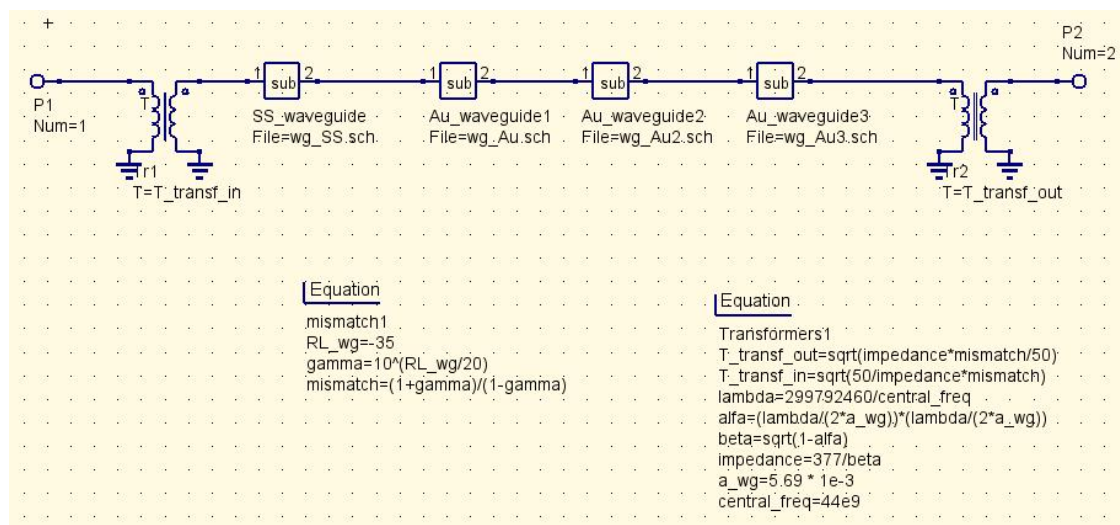 P2
Num=2
P1
Num=1
T
1 sub 2
SS_waveguide
File=wg_SS.sch
1 sub 2
Au_waveguide1
File=wg_Au.sch
1 sub 2
Au_waveguide2
File=wg_Au2.sch
1 sub 2
Au_waveguide3
File=wg_Au3.sch
T
Tr1
T=T_transf_in
Tr2
T=T_transf_out
Equation
mismatch1
RL_wg=-35
gamma=10^(RL_wg/20)
mismatch=(1+gamma)/(1-gamma)
Equation
Transformers1
T_transf_out=sqrt(impedance*mismatch/50)
T_transf_in=sqrt(50/impedance*mismatch)
lambda=299792460/central_freq
alfa=(lambda/(2*a_wg))*(lambda/(2*a_wg))
beta=sqrt(1-alfa)
impedance=377/beta
a_wg=5.69 * 1e-3
central_freq=44e9